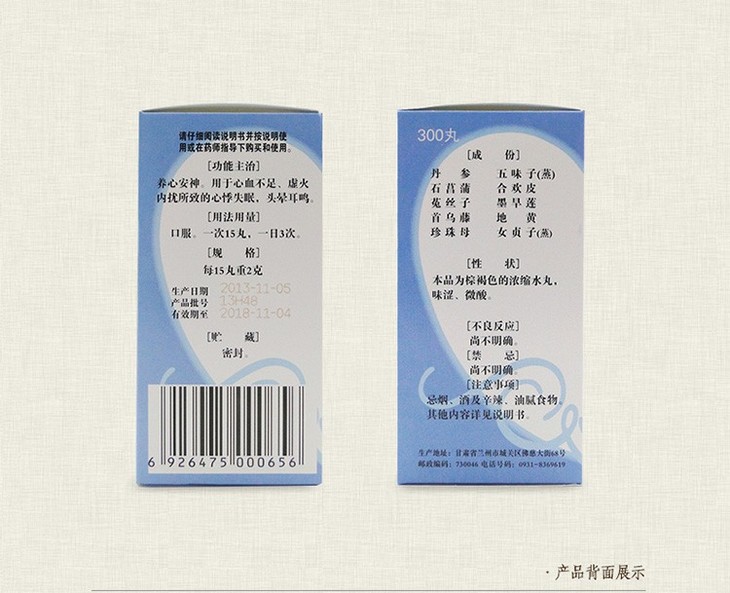 请仔细阅读说明书并按说明使
用或在药师指导下购买和使用。
[功能主治]
养心安神。用于心血不足、虚火
内扰所致的心悸失眠，头晕耳鸣。
[用法用量]
口服。一次15丸，一日3次。
[规 格]
每15丸重2克
生产日期 2013-11-05
产品批号 13H48
有效期至 2018-11-04
[贮 藏]
密封。
6 926475 000656
300丸
[成 份]
丹 参 五味子(蒸)
石菖蒲 合欢皮
菟丝子 墨旱莲
首乌藤 地 黄
珍珠母 女贞子(蒸)
[性 状]
本品为棕褐色的浓缩水丸，
味涩、微酸。
[不良反应]
尚不明确。
[禁 忌]
尚不明确。
[注意事项]
忌烟、酒及辛辣、油腻食物。
其他内容详见说明书。
生产地址：甘肃省兰州市城关区佛慈大街68号
邮政编码：730046 电话号码：0931-8369619
· 产品背面展示